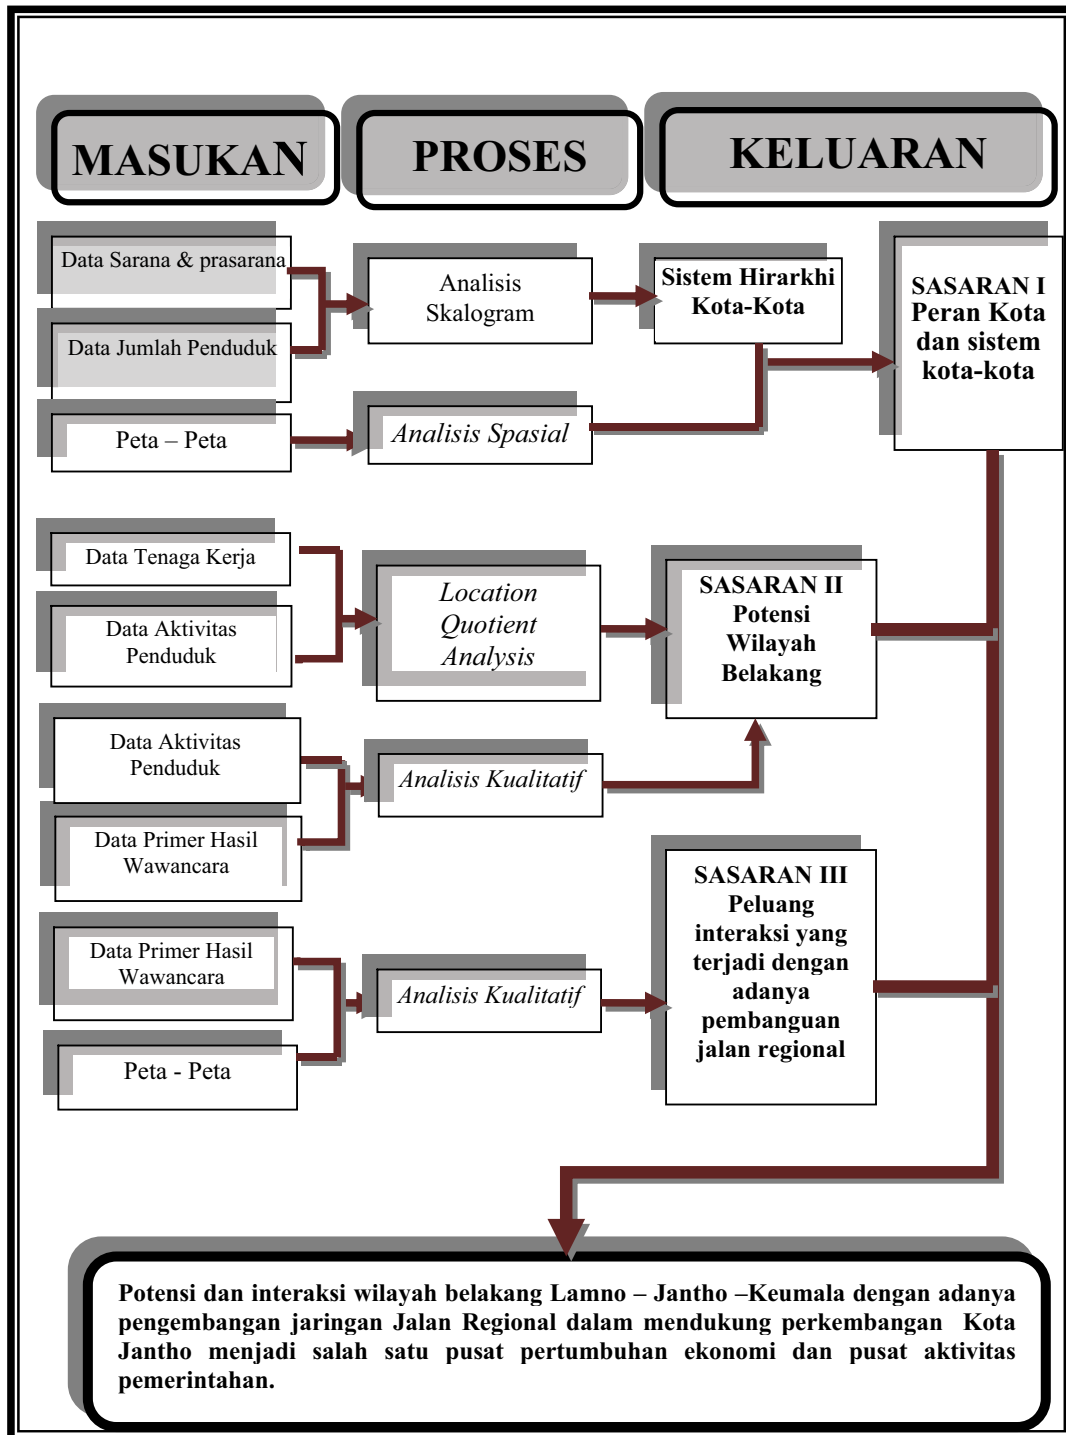 MASUKAN
PROSES
KELUARAN
Data Sarana & prasarana
Data Jumlah Penduduk
Peta – Peta
Analisis
Skalogram
Analisis Spasial
Sistem Hirarkhi
Kota-Kota
SASARAN I
Peran Kota
dan sistem
kota-kota
Data Tenaga Kerja
Data Aktivitas
Penduduk
Location
Quotient
Analysis
SASARAN II
Potensi
Wilayah
Belakang
Data Aktivitas
Penduduk
Data Primer Hasil
Wawancara
Analisis Kualitatif
Data Primer Hasil
Wawancara
Peta - Peta
Analisis Kualitatif
SASARAN III
Peluang
interaksi yang
terjadi dengan
adanya
pembanguan
jalan regional
Potensi dan interaksi wilayah belakang Lamno – Jantho –Keumala dengan adanya
pengembangan jaringan Jalan Regional dalam mendukung perkembangan Kota
Jantho menjadi salah satu pusat pertumbuhan ekonomi dan pusat aktivitas
pemerintahan.